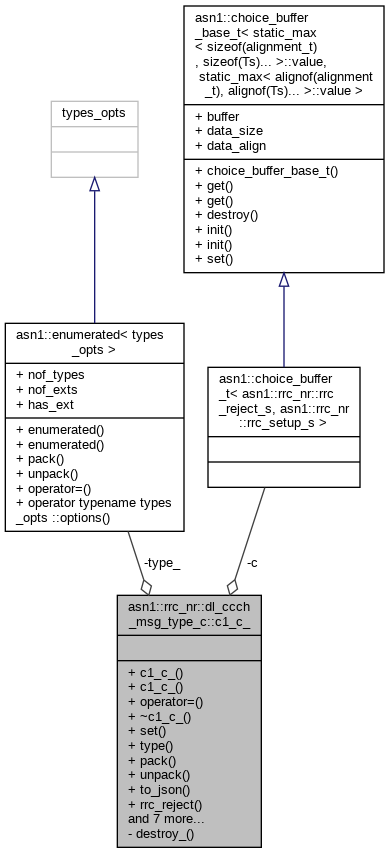 asn1::choice_buffer
_base_t< static_max
< sizeof(alignment_t)
, sizeof(Ts)... >::value,
static_max< alignof(alignment
_t), alignof(Ts)... >::value >
+ buffer
+ data_size
+ data_align
+ choice_buffer_base_t()
+ get()
+ get()
+ destroy()
+ init()
+ init()
+ set()
types_opts
asn1::enumerated< types
_opts >
+ nof_types
+ nof_exts
+ has_ext
+ enumerated()
+ enumerated()
+ pack()
+ unpack()
+ operator=()
+ operator typename types
_opts ::options()
asn1::choice_buffer
_t< asn1::rrc_nr::rrc
_reject_s, asn1::rrc_nr
::rrc_setup_s >
-type_
-c
asn1::rrc_nr::dl_ccch
_msg_type_c::c1_c_
+ c1_c_()
+ c1_c_()
+ operator=()
+ ~c1_c_()
+ set()
+ type()
+ pack()
+ unpack()
+ to_json()
+ rrc_reject()
and 7 more...
- destroy_()